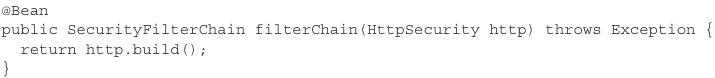 @Bean
public SecurityFilterChain filterChain(HttpSecurity http) throws Exception {
  return http.build();
}